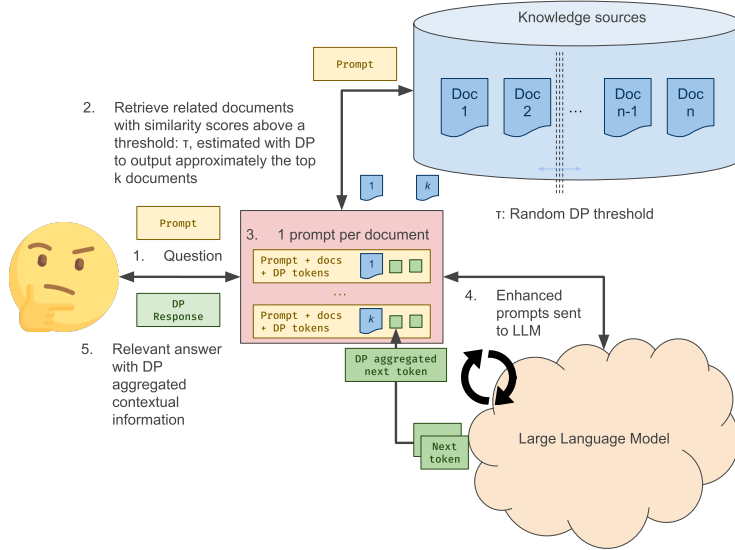 Knowledge sources
Prompt
Doc
1
Doc
2
...
Doc
n-1
Doc
n
2. Retrieve related documents
with similarity scores above a
threshold: τ, estimated with DP
to output approximately the top
k documents
1
k
τ: Random DP threshold
Prompt
1. Question
DP
Response
3. 1 prompt per document
Prompt + docs
+ DP tokens
1
...
Prompt + docs
+ DP tokens
k
4. Enhanced
prompts sent
to LLM
5. Relevant answer
with DP
aggregated
contextual
information
DP aggregated
next token
Next
token
Large Language Model